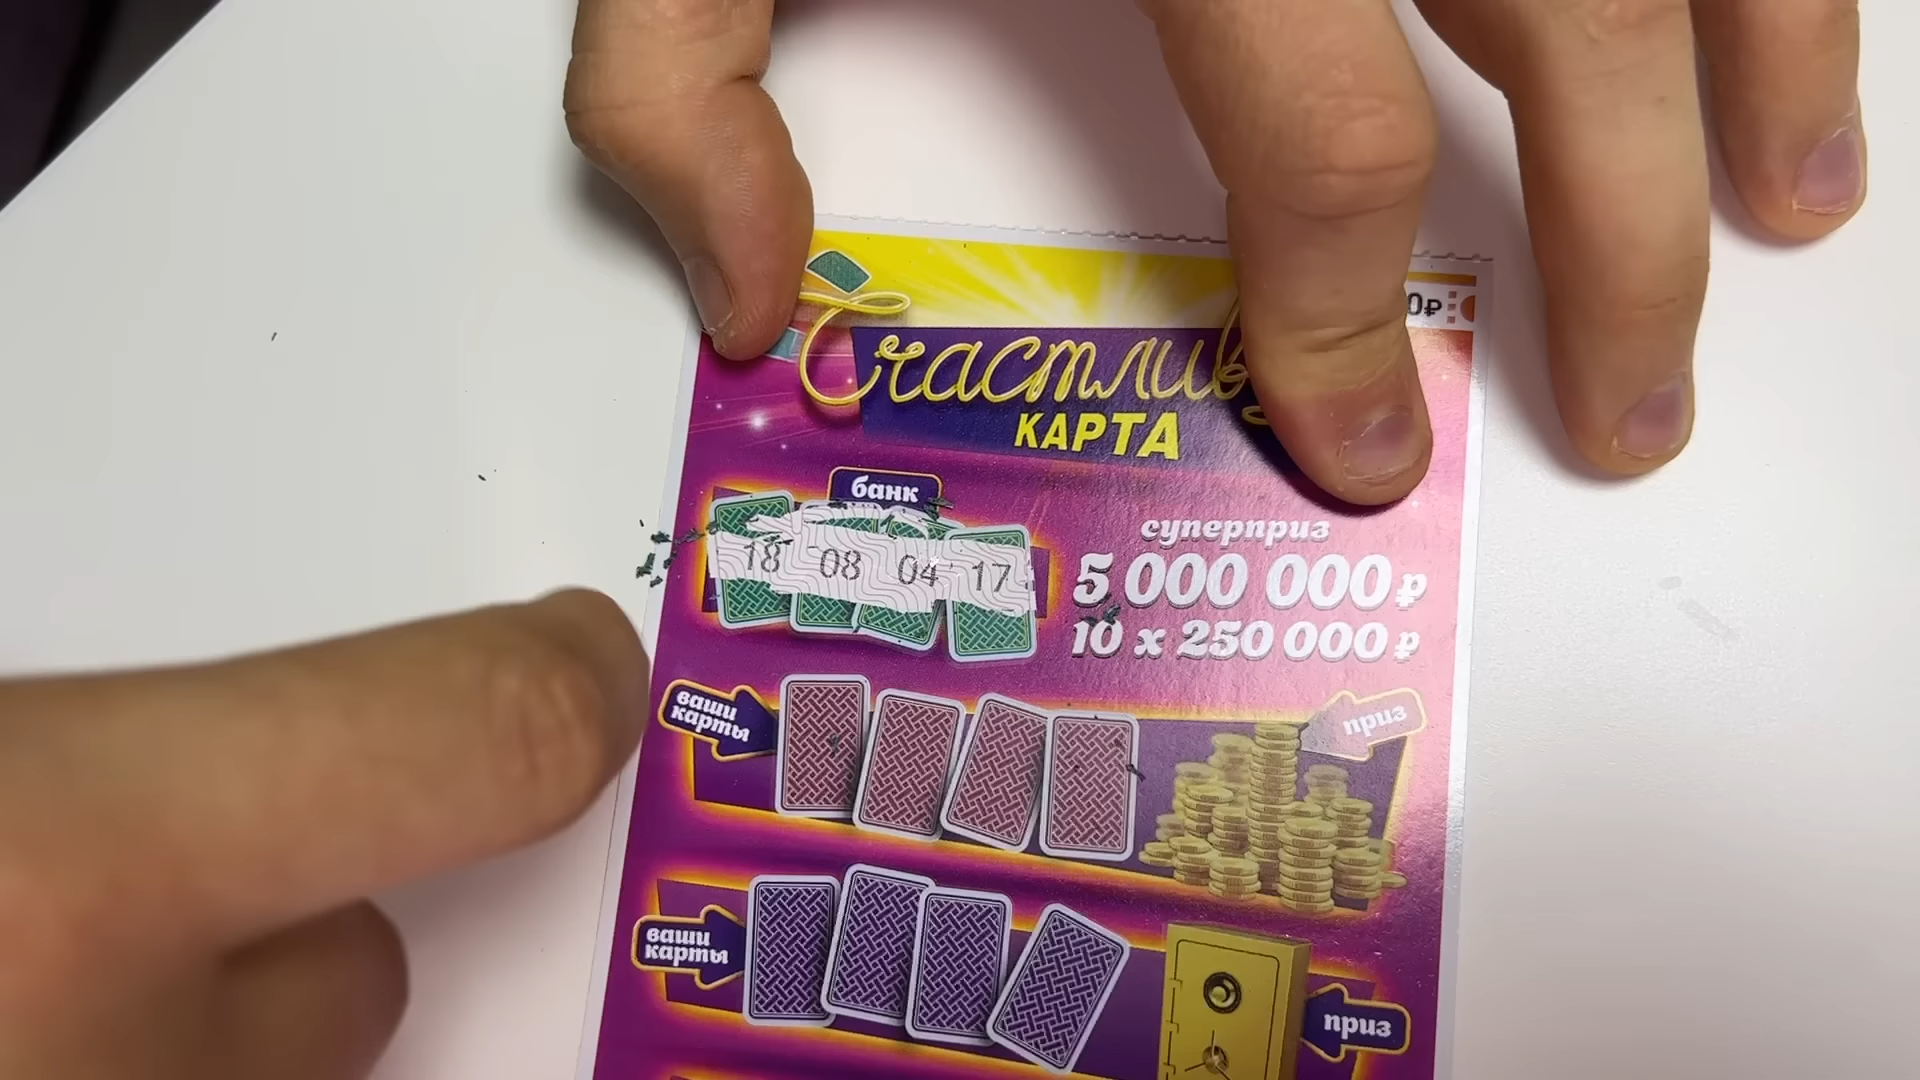 0₽
КАРТА
банк
18 08 04 17
суперприз
5 000 000 ₽
10 х 250 000 ₽
ваши
карты
приз
ваши
карты
приз